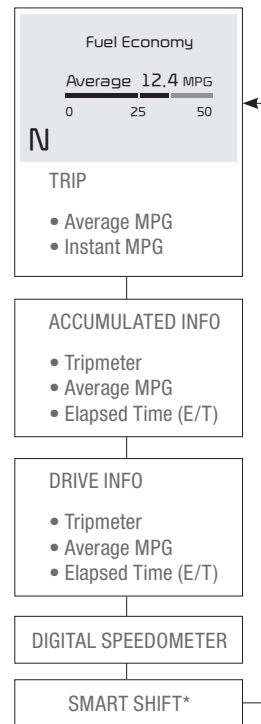 Fuel Economy
Average 12.4 MPG
0 25 50
N
TRIP
• Average MPG
• Instant MPG
ACCUMULATED INFO
• Tripmeter
• Average MPG
• Elapsed Time (E/T)
DRIVE INFO
• Tripmeter
• Average MPG
• Elapsed Time (E/T)
DIGITAL SPEEDOMETER
SMART SHIFT*